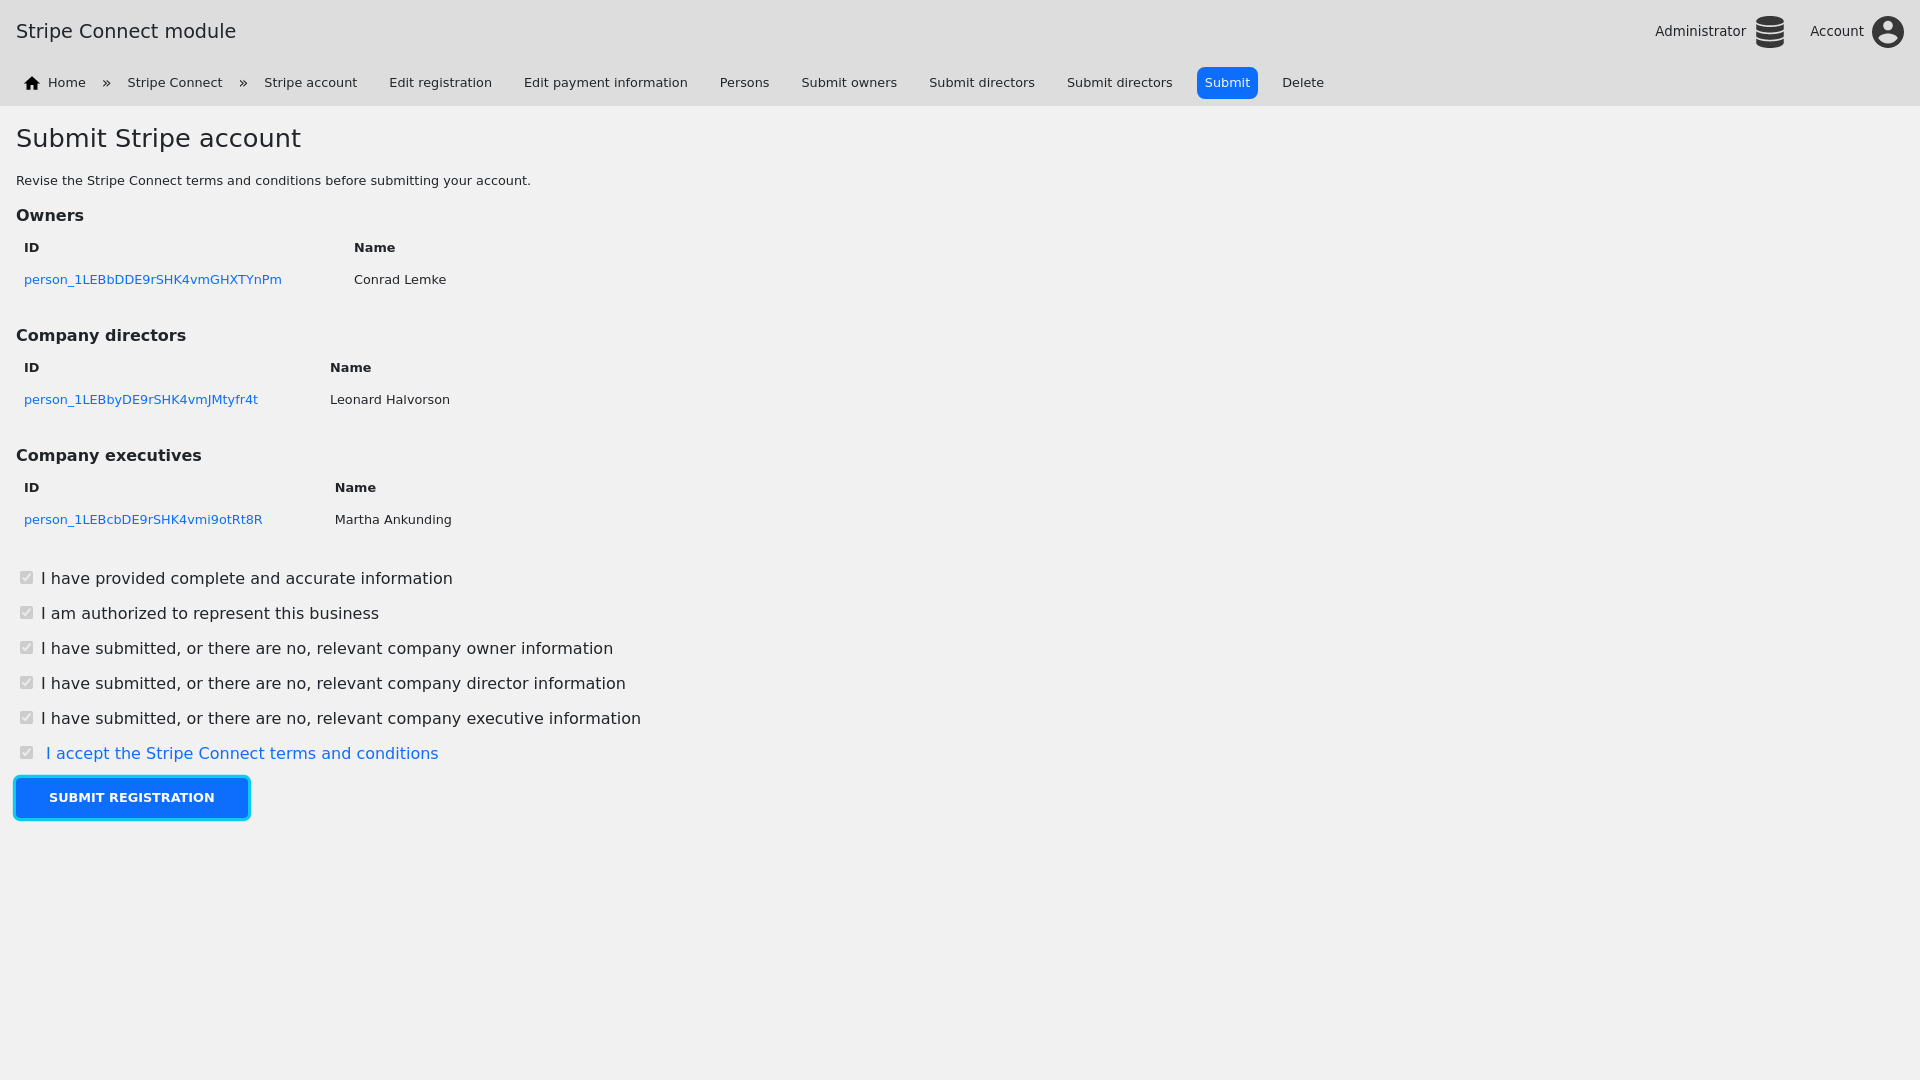 Stripe Connect module
Administrator Account
Home » Stripe Connect » Stripe account Edit registration Edit payment information Persons Submit owners Submit directors Submit directors Submit Delete
Submit Stripe account
Revise the Stripe Connect terms and conditions before submitting your account.
Owners
ID Name
person_1LEBbDDE9rSHK4vmGHXTYnPm Conrad Lemke
Company directors
ID Name
person_1LEBbyDE9rSHK4vmJMtyfr4t Leonard Halvorson
Company executives
ID Name
person_1LEBcbDE9rSHK4vmi9otRt8R Martha Ankunding
I have provided complete and accurate information
I am authorized to represent this business
I have submitted, or there are no, relevant company owner information
I have submitted, or there are no, relevant company director information
I have submitted, or there are no, relevant company executive information
I accept the Stripe Connect terms and conditions
SUBMIT REGISTRATION